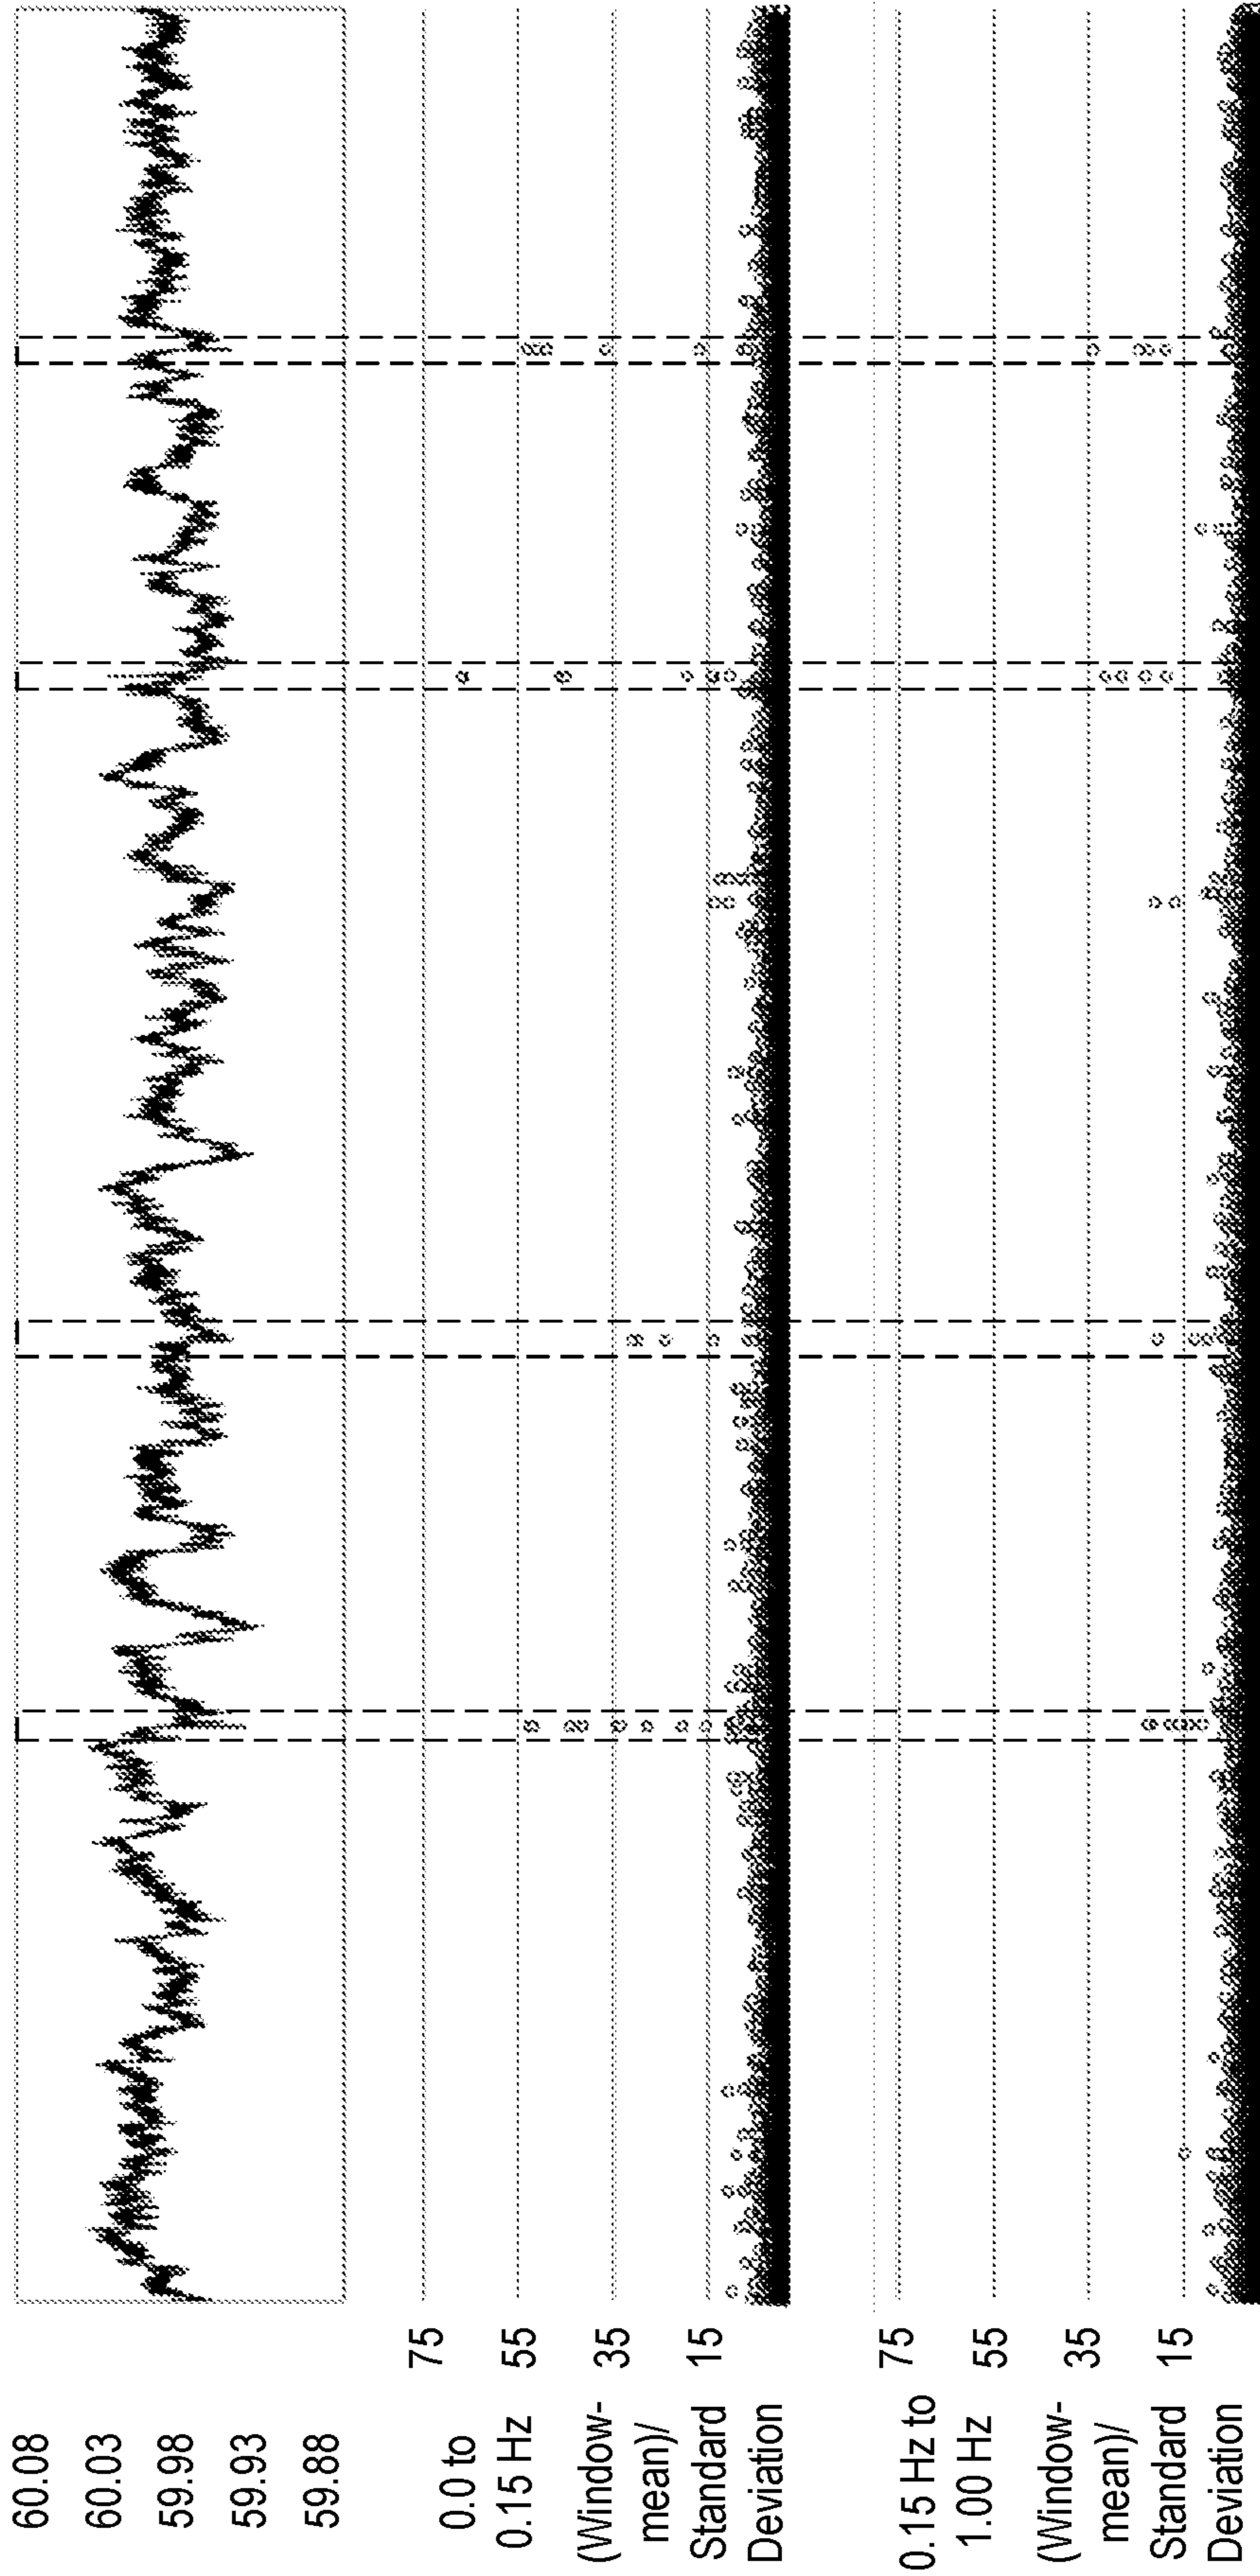 60.08
60.03
59.98
59.93
59.88
75
0.0 to
0.15 Hz
55
(Window-
35
mean)/
Standard
15
Deviation
75
0.15 Hz to
1.00 Hz
55
(Window-
35
mean)/
Standard
15
Deviation